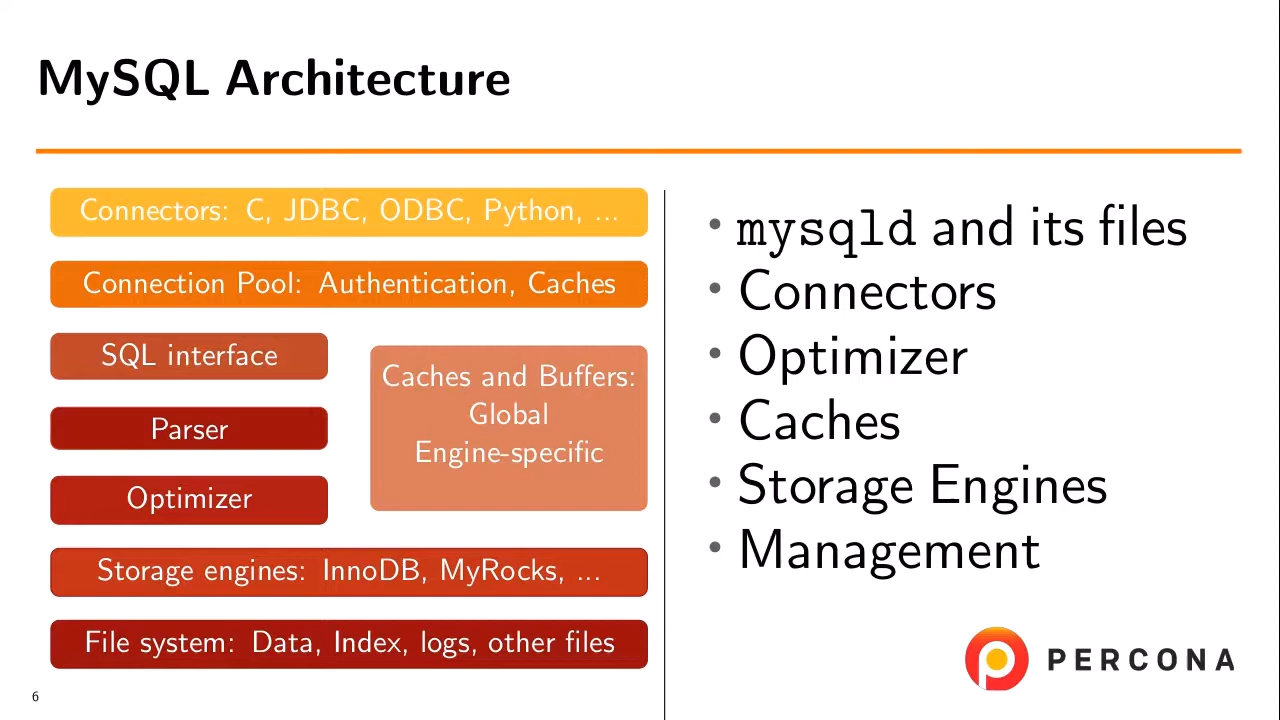 MySQL Architecture
Connectors: C, JDBC, ODBC, Python, ...
Connection Pool: Authentication, Caches
SQL interface
Parser
Optimizer
Caches and Buffers:
Global
Engine-specific
Storage engines: InnoDB, MyRocks, ...
File system: Data, Index, logs, other files
• mysqld and its files
• Connectors
• Optimizer
• Caches
• Storage Engines
• Management
PERCONA
6